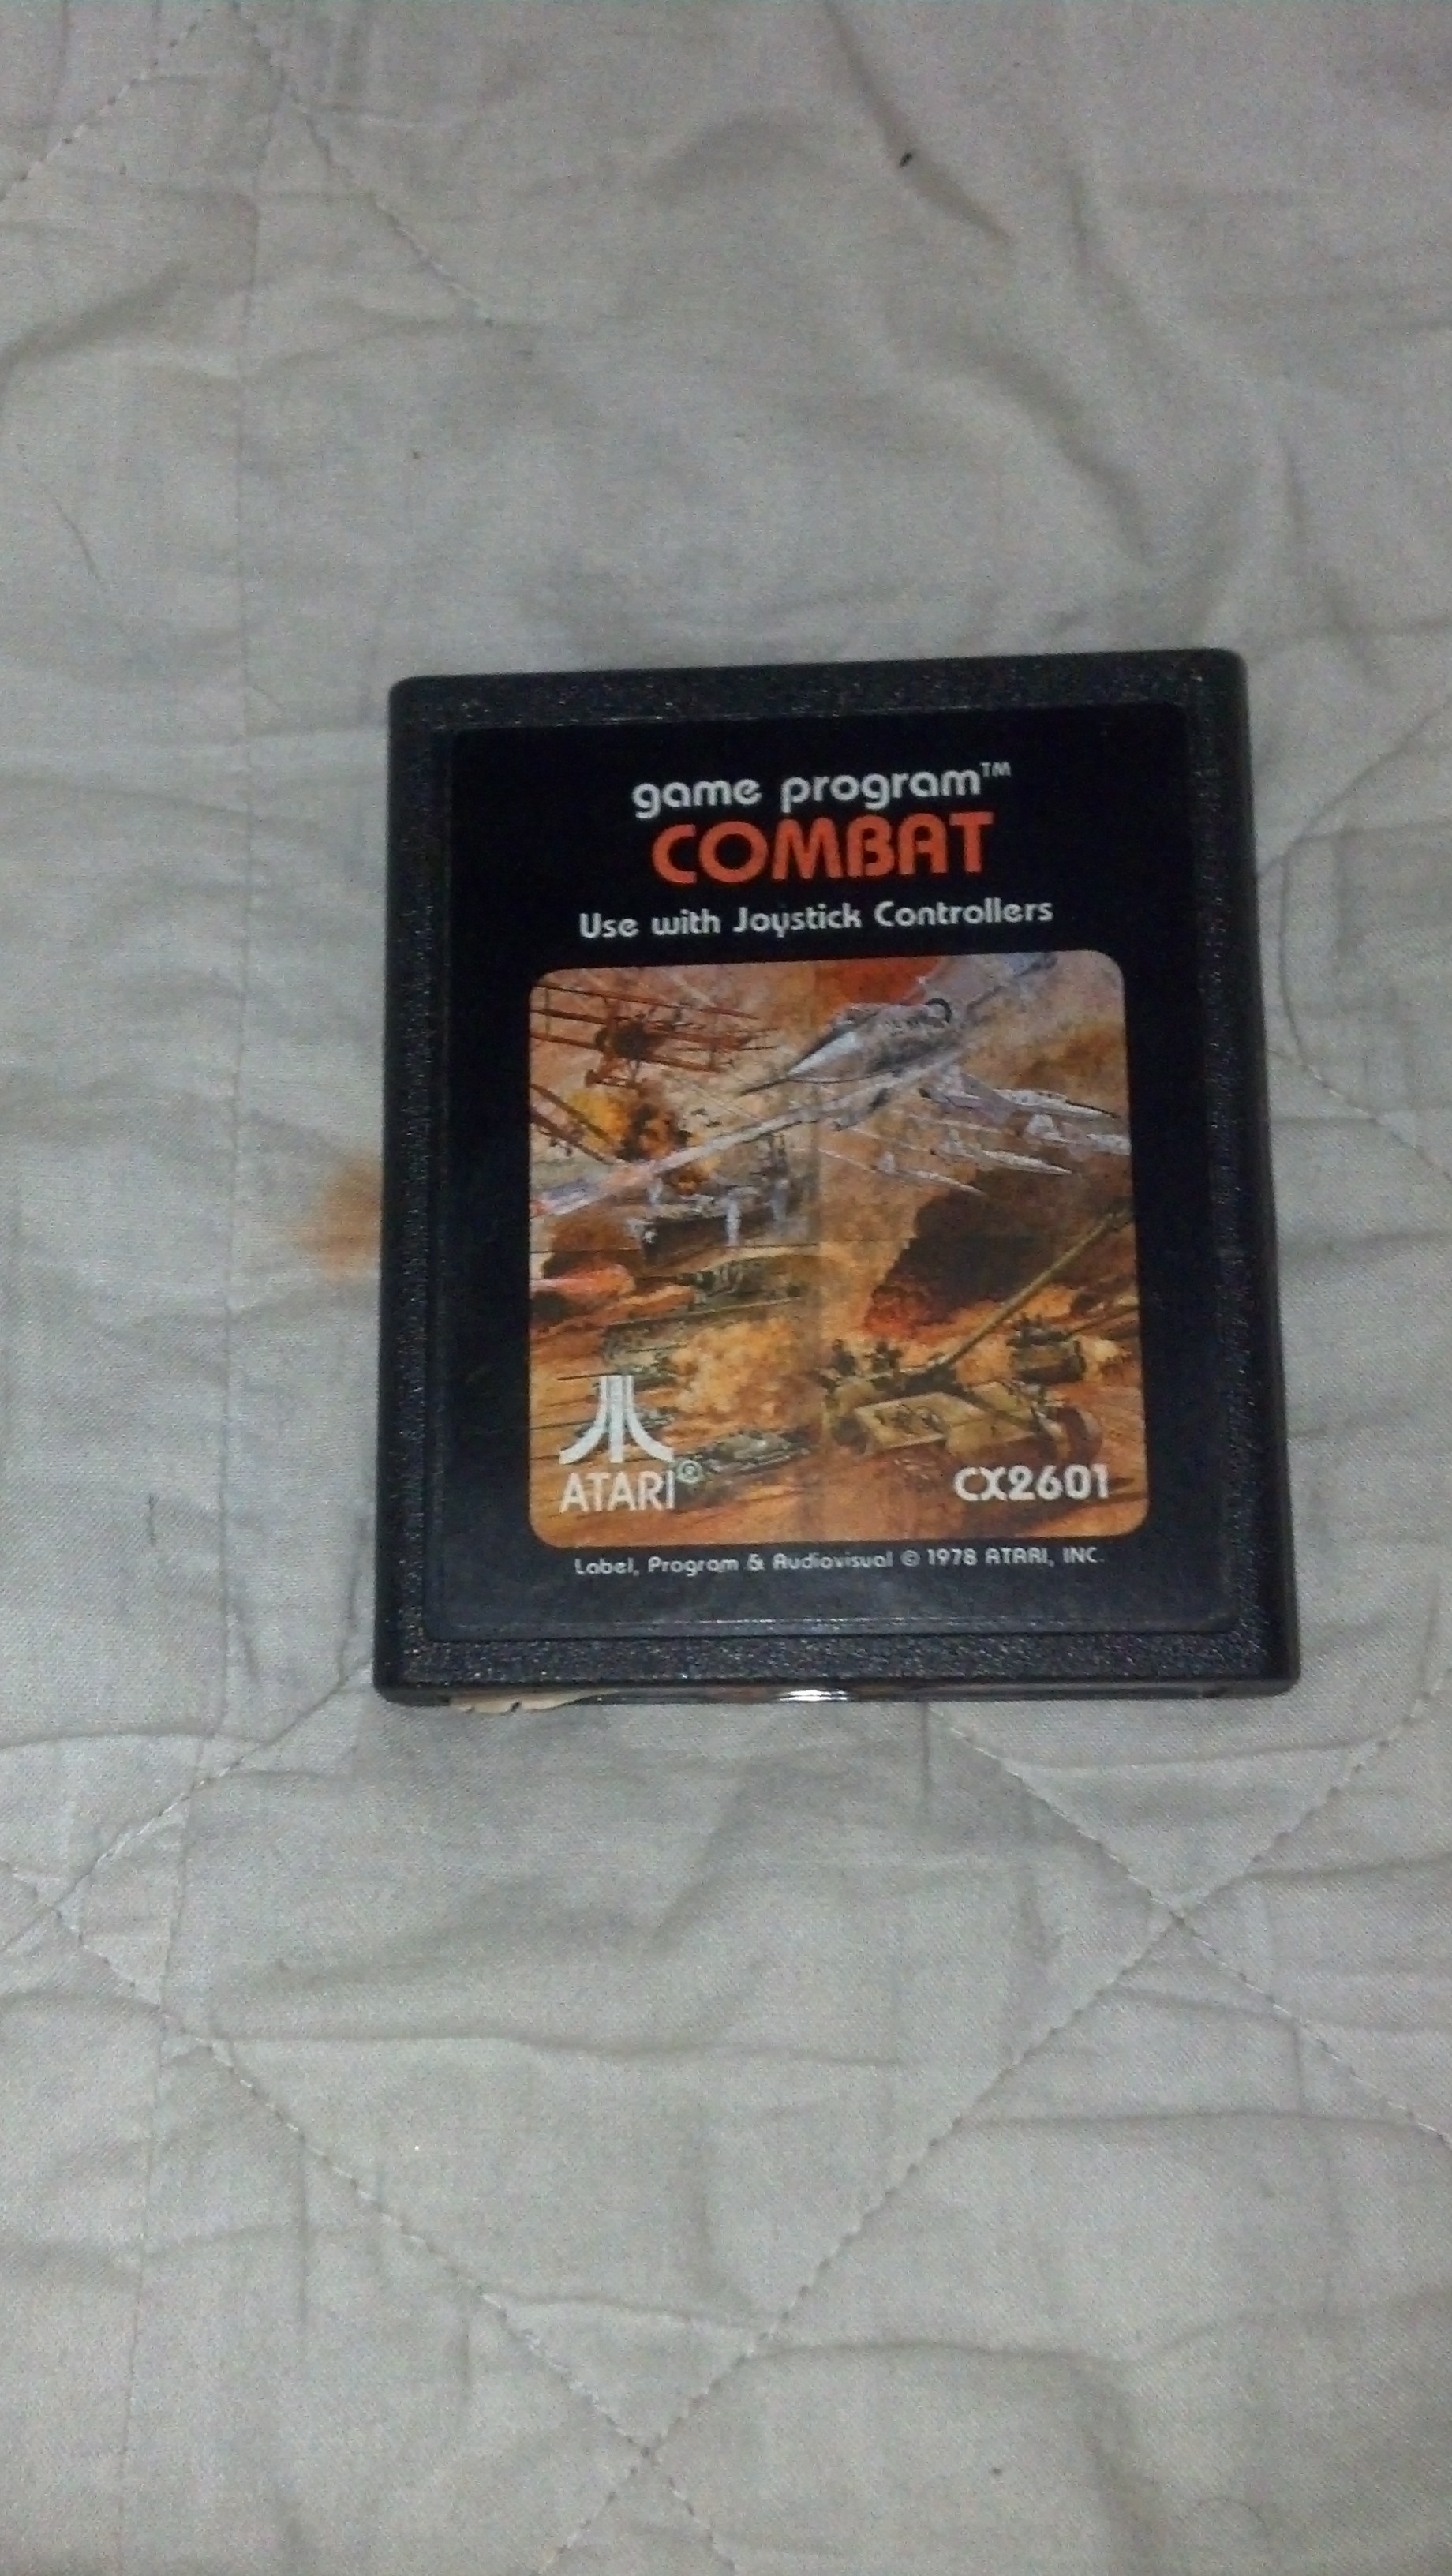 game program™
COMBAT
Use with Joystick Controllers
ATARI®
CX2601
Label, Program & Audiovisual © 1978 ATARI, INC.